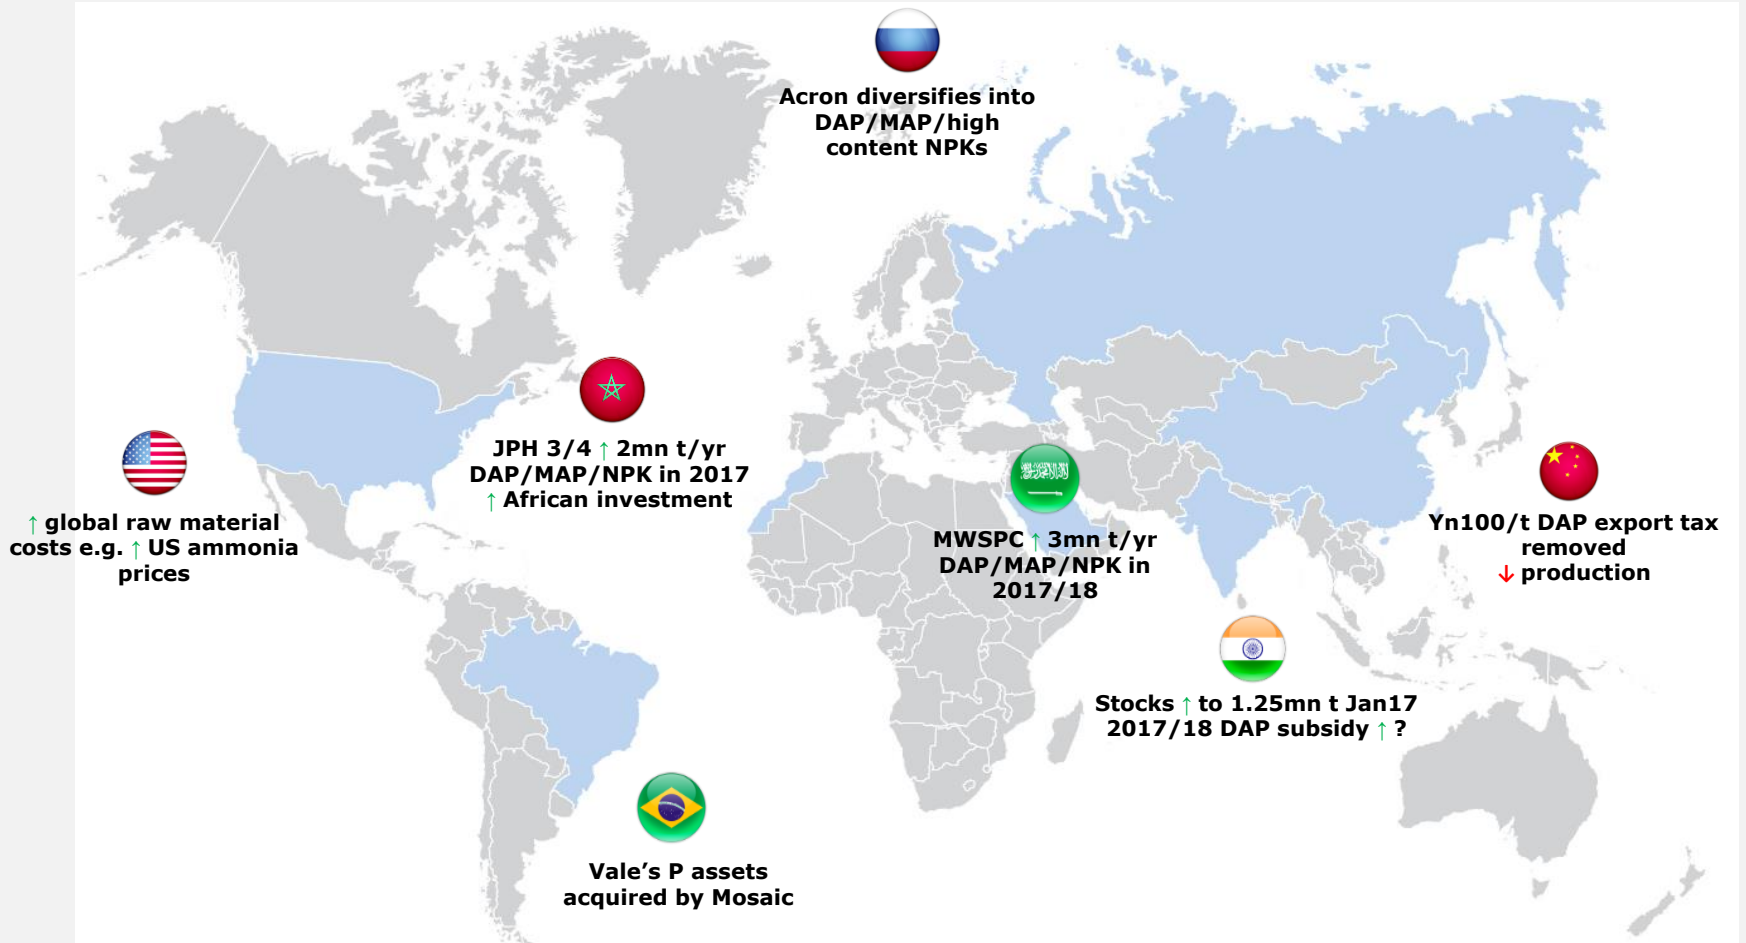 Acron diversifies into
DAP/MAP/high
content NPKs
JPH 3/4 ↑ 2mn t/yr
DAP/MAP/NPK in 2017
↑ African investment
↑ global raw material
costs e.g. ↑ US ammonia
prices
MWSPC ↑ 3mn t/yr
DAP/MAP/NPK in
2017/18
Yn100/t DAP export tax
removed
↓ production
Stocks ↑ to 1.25mn t Jan17
2017/18 DAP subsidy ↑ ?
Vale’s P assets
acquired by Mosaic